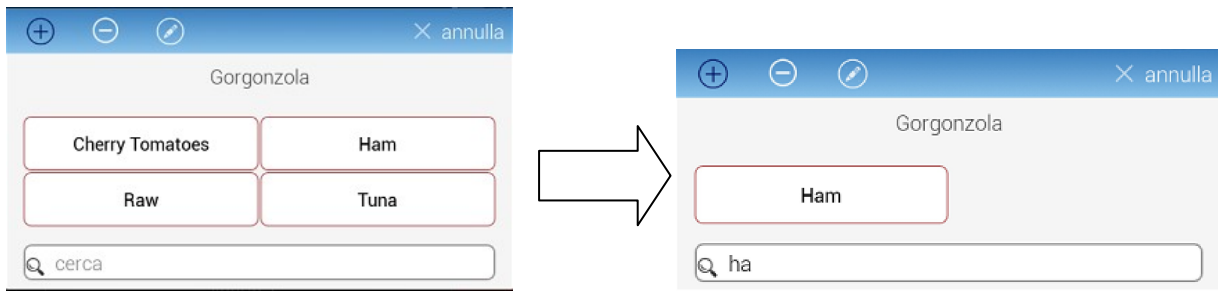 annulla
Gorgonzola
Cherry Tomatoes Ham
Raw Tuna
cerca
annulla
Gorgonzola
Ham
ha